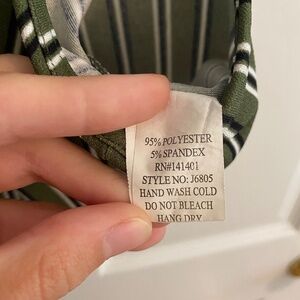 95% POLYESTER
5% SPANDEX
RN#141401
STYLE NO: J6805
HAND WASH COLD
DO NOT BLEACH
HANG DRY